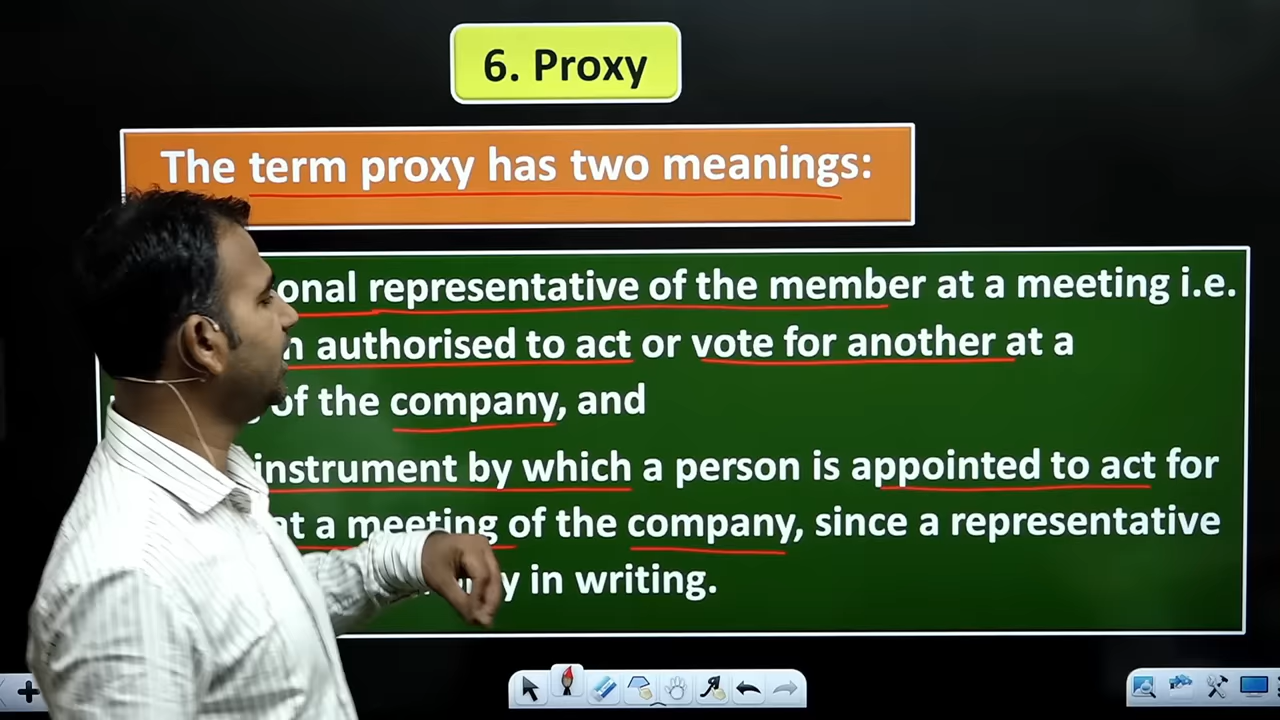 6. Proxy
The term proxy has two meanings:
representative of the member at a meeting i.e.
authorised to act or vote for another at a
of the company, and
instrument by which a person is appointed to act for
at a meeting of the company, since a representative
in writing.